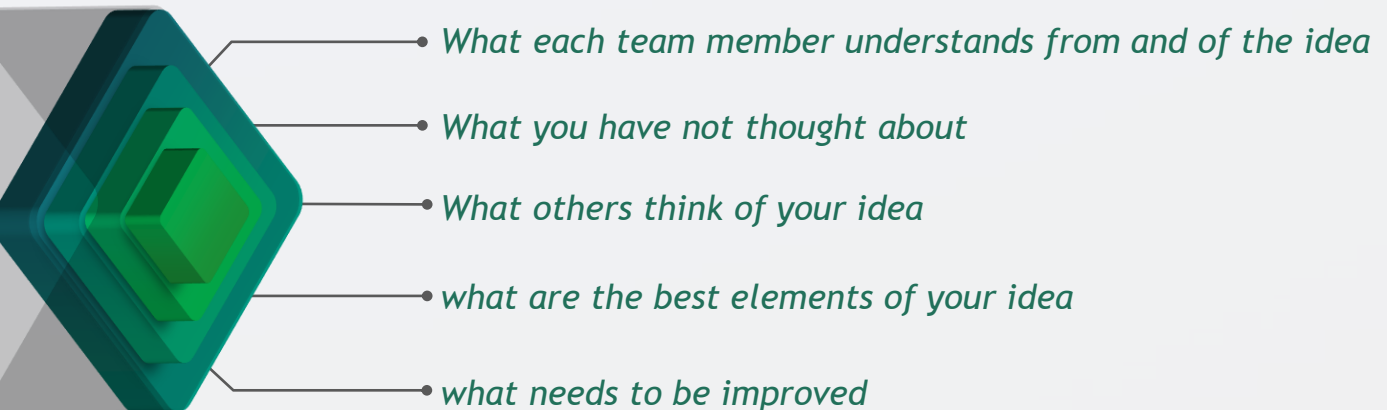 What each team member understands from and of the idea
What you have not thought about
What others think of your idea
what are the best elements of your idea
what needs to be improved